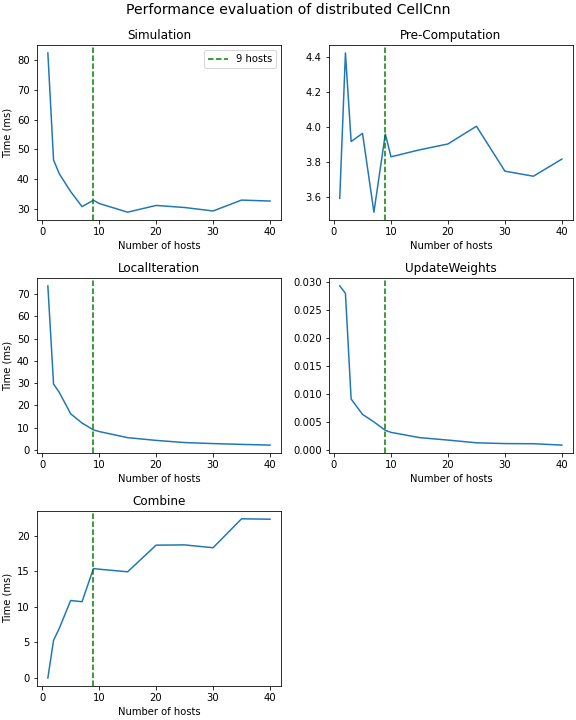 Performance evaluation of distributed CellCnn
Simulation
Pre-Computation
9 hosts
Time (ms)
80
70
60
50
40
30
0 10 20 30 40
Number of hosts
4.4
4.2
4.0
3.8
3.6
0 10 20 30 40
Number of hosts
LocalIteration
UpdateWeights
Time (ms)
70
60
50
40
30
20
10
0
0 10 20 30 40
Number of hosts
0.030
0.025
0.020
0.015
0.010
0.005
0.000
0 10 20 30 40
Number of hosts
Combine
Time (ms)
20
15
10
5
0
0 10 20 30 40
Number of hosts